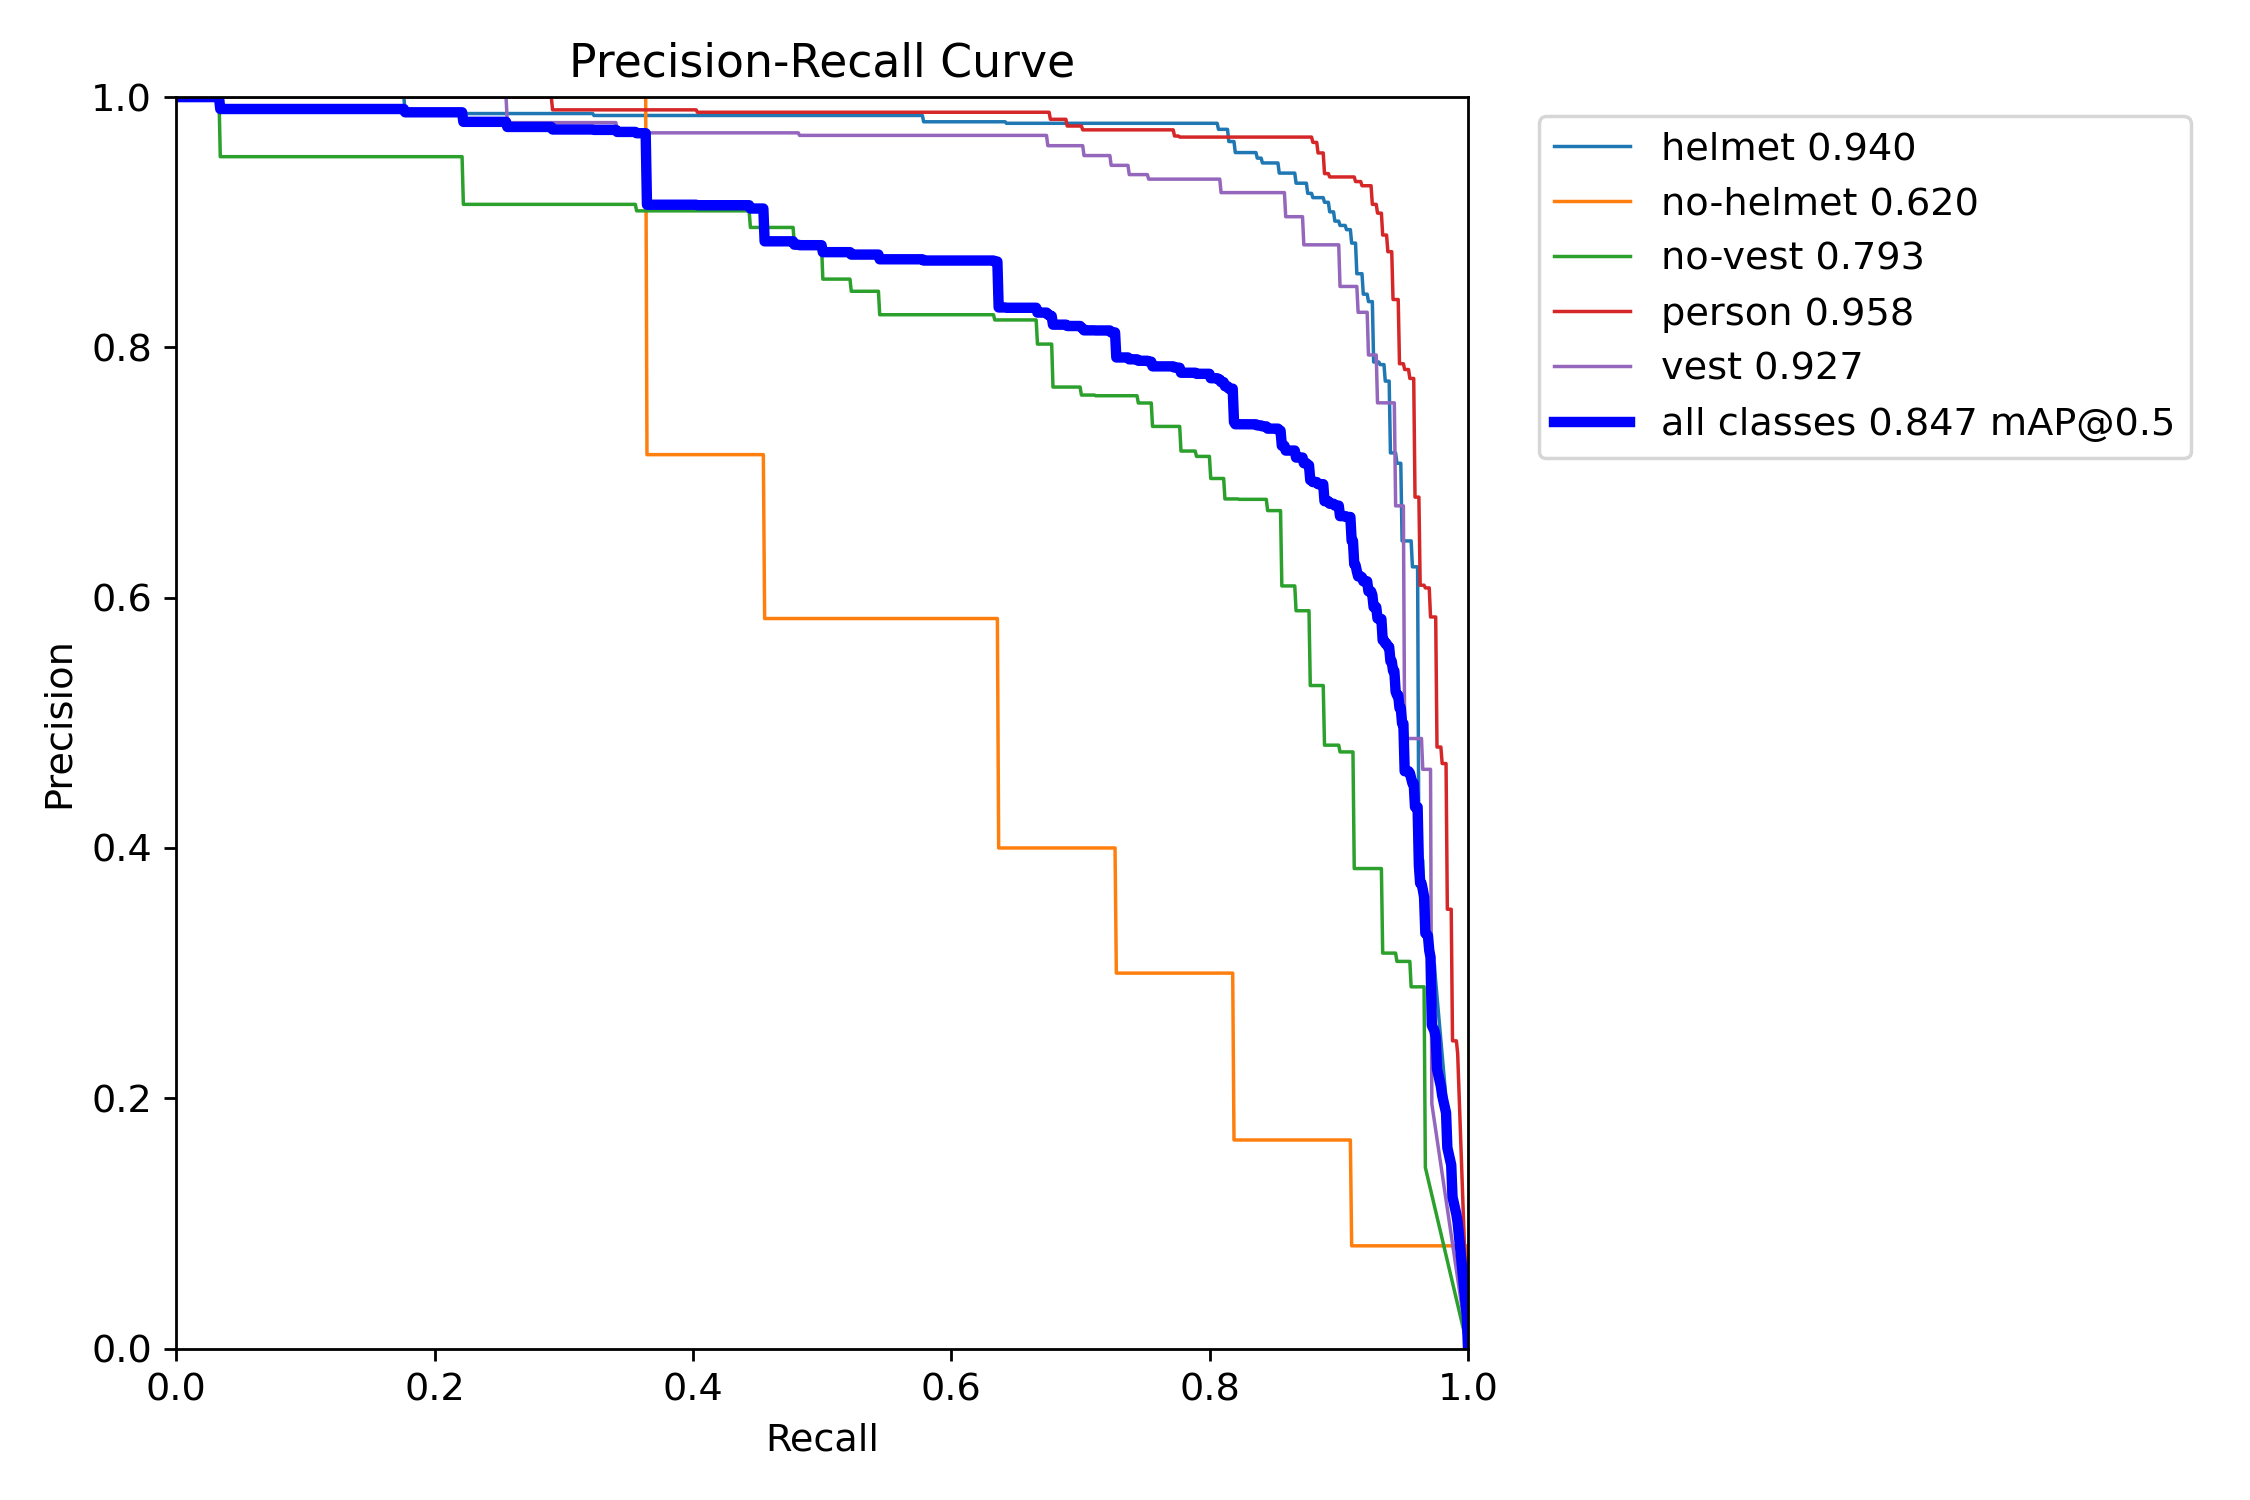 Precision-Recall Curve
1.0
0.8
0.6
0.4
0.2
0.0
Precision
0.0 0.2 0.4 0.6 0.8 1.0
Recall
helmet 0.940
no-helmet 0.620
no-vest 0.793
person 0.958
vest 0.927
all classes 0.847 mAP@0.5